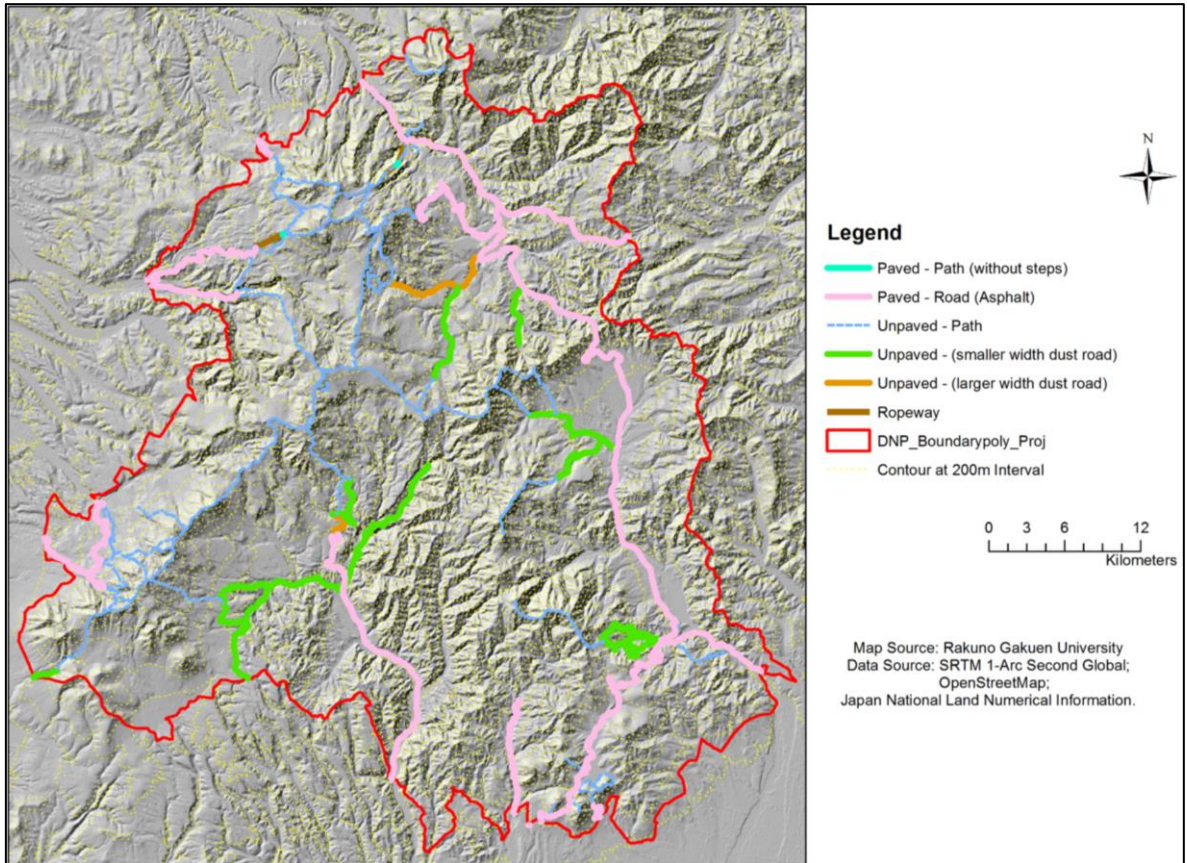 N
Legend
Paved - Path (without steps)
Paved - Road (Asphalt)
Unpaved - Path
Unpaved - (smaller width dust road)
Unpaved - (larger width dust road)
Ropeway
DNP_Boundarypoly_Proj
Contour at 200m Interval
0 3 6 12
Kilometers
Map Source: Rakuno Gakuen University
Data Source: SRTM 1-Arc Second Global;
OpenStreetMap;
Japan National Land Numerical Information.